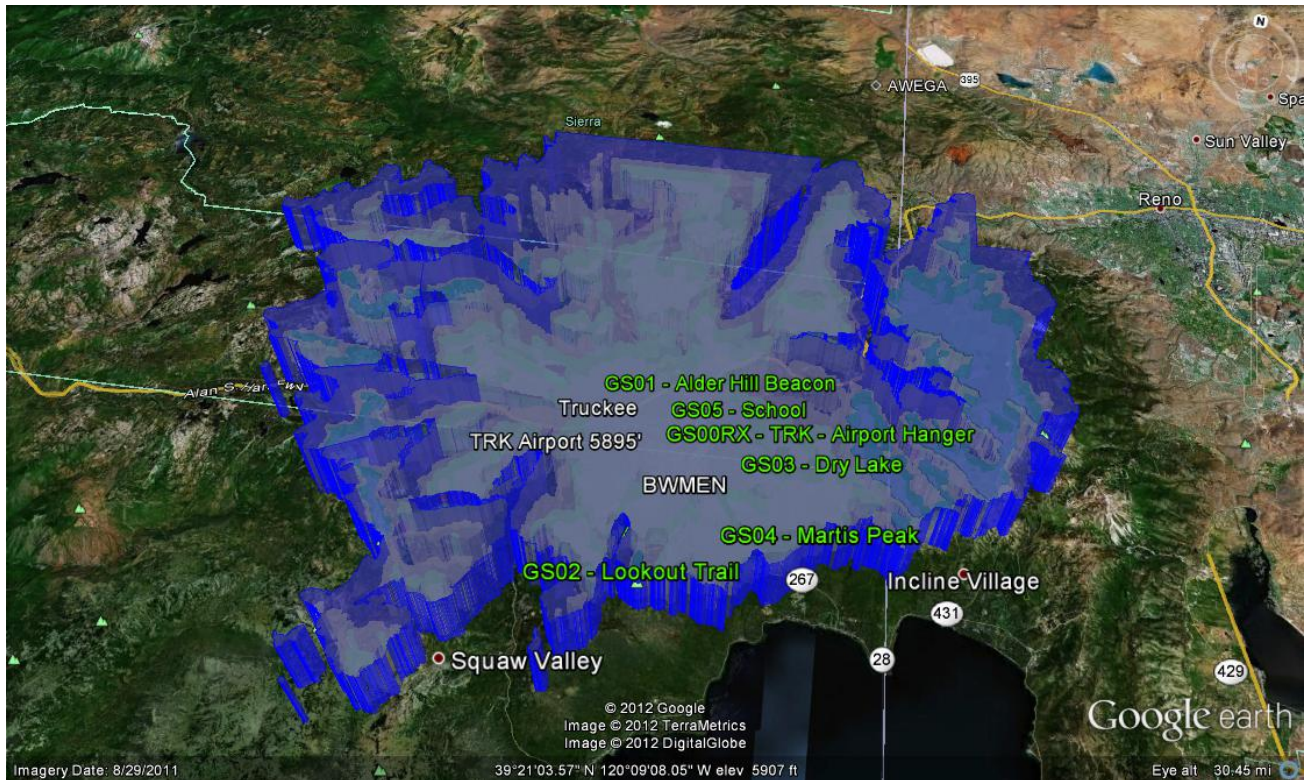 N
AWEGA
395
Spa
Sierra
Sun Valley
Reno
GS01 - Alder Hill Beacon
Truckee
GS05 - School
GS00RX - TRK - Airport Hanger
TRK Airport 5895'
GS03 - Dry Lake
BWMEN
GS04 - Martis Peak
GS02 - Lookout Trail
267
Incline Village
431
Squaw Valley
28
429
© 2012 Google
Image © 2012 TerraMetrics
Image © 2012 DigitalGlobe
Google earth
Imagery Date: 8/29/2011
39°21'03.57" N 120°09'08.05" W elev 5907 ft
Eye alt 30.45 mi